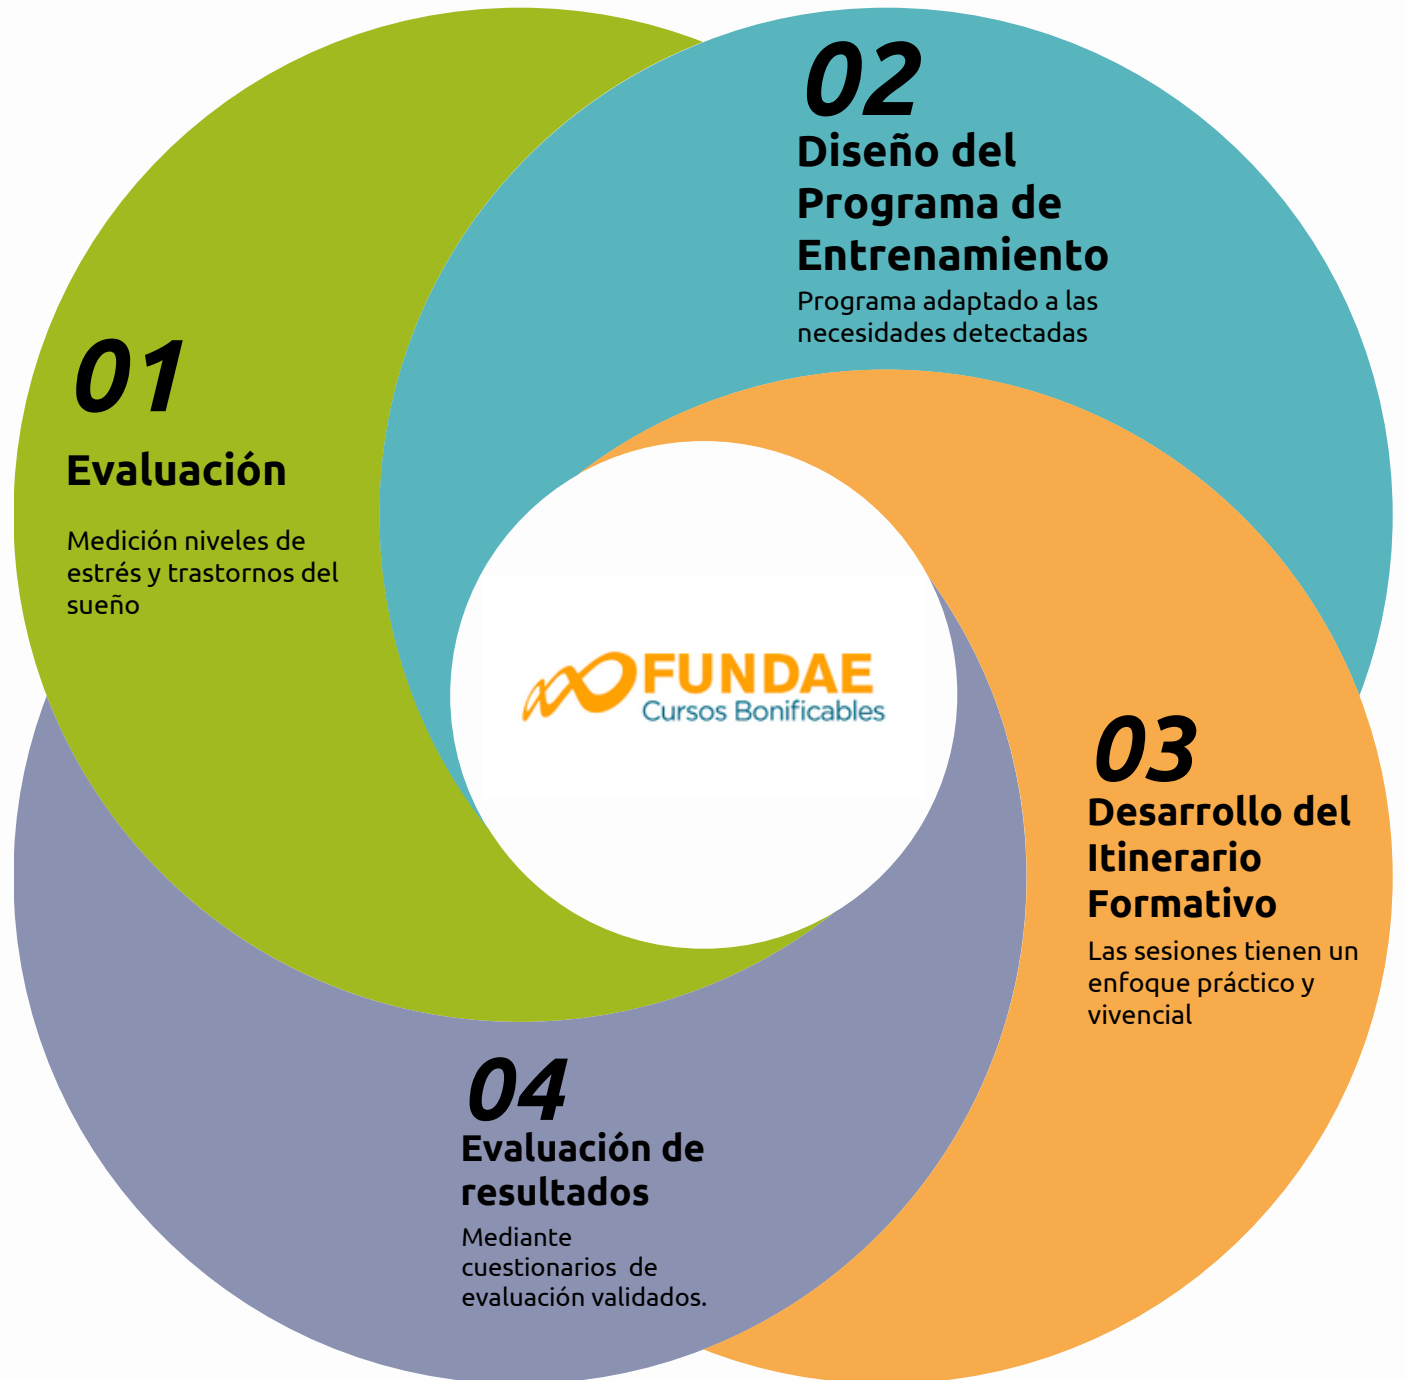 01
Evaluación
Medición niveles de
estrés y trastornos del
sueño
02
Diseño del
Programa de
Entrenamiento
Programa adaptado a las
necesidades detectadas
FUNDAE
Cursos Bonificables
03
Desarrollo del
Itinerario
Formativo
Las sesiones tienen un
enfoque práctico y
vivencial
04
Evaluación de
resultados
Mediante
cuestionarios  de
evaluación validados.